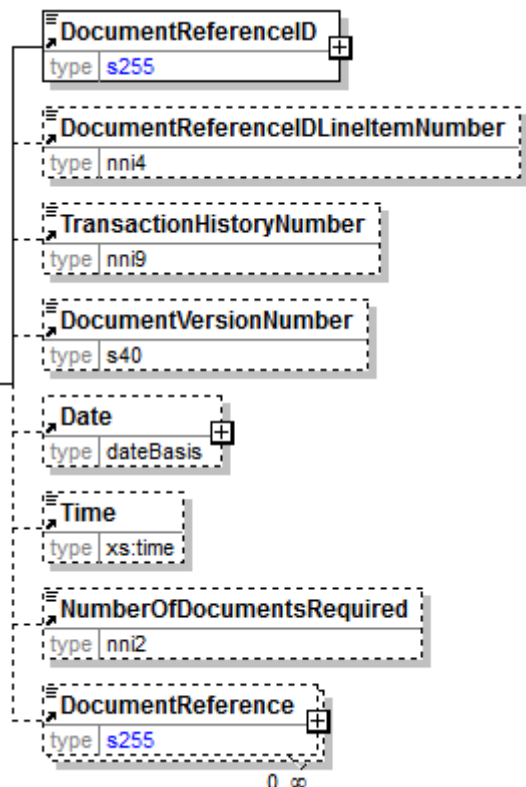 DocumentReferenceID
type s255
DocumentReferenceIDLineItemNumber
type nni4
TransactionHistoryNumber
type nni9
DocumentVersionNumber
type s40
Date
type dateBasis
Time
type xs:time
NumberOfDocumentsRequired
type nni2
DocumentReference
type s255
0..∞